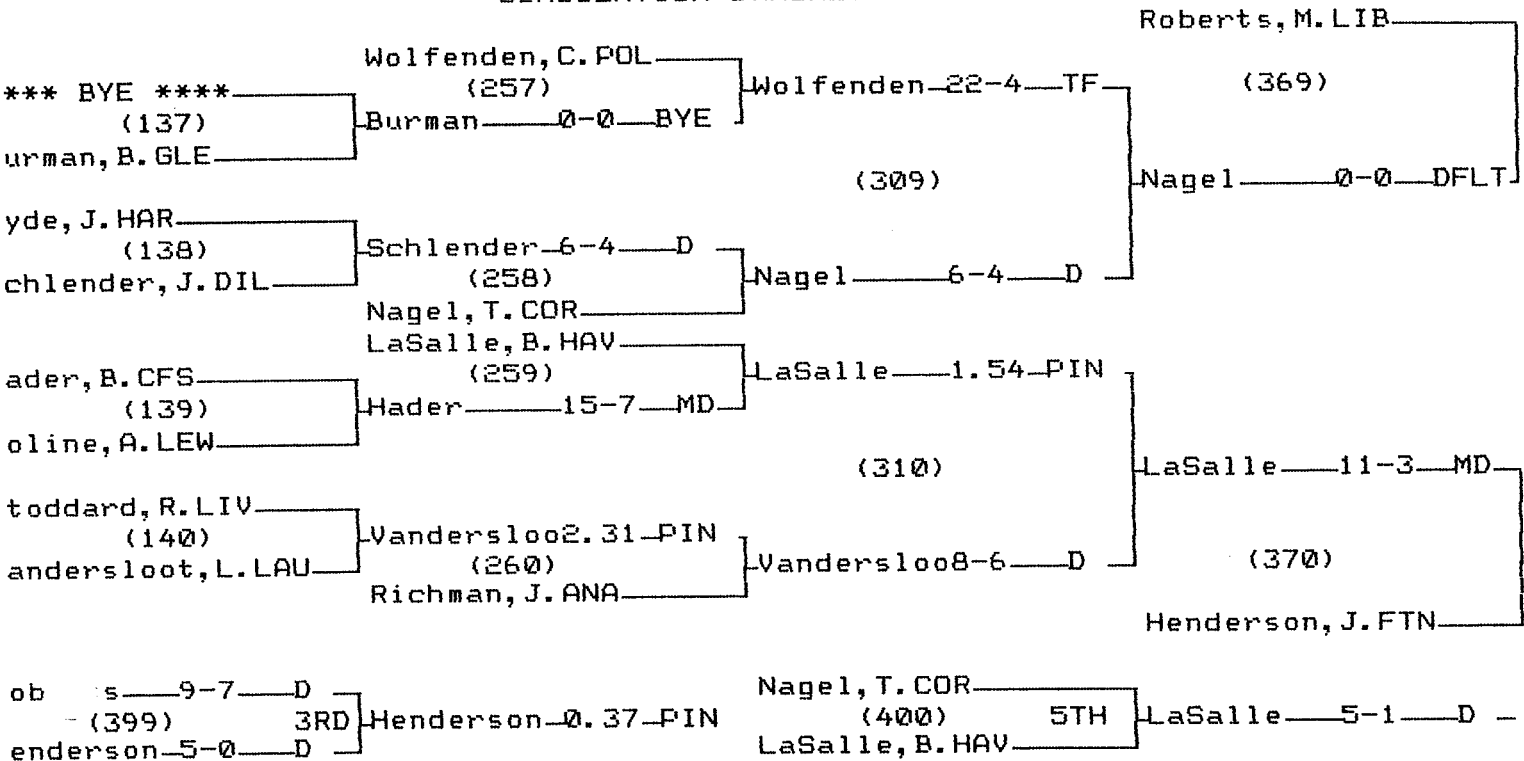 Roberts, M. LIB
Wolfenden, C. POL
*** BYE **** (257) Wolfenden 22-4 TF (369)
(137) Burman 0-0 BYE
urman, B. GLE
(309) Nagel 0-0 DFLT
yde, J. HAR
(138) Schlender 6-4 D
chlender, J. DIL (258) Nagel 6-4 D
Nagel, T. COR
LaSalle, B. HAV
ader, B. CFS (259) LaSalle 1.54 PIN
(139) Hader 15-7 MD
oline, A. LEW
(310) LaSalle 11-3 MD
toddard, R. LIV
(140) Vandersloo2.31 PIN
andersloot, L. LAU (260) Vandersloo8-6 D (370)
Richman, J. ANA
Henderson, J. FTN
ob s 9-7 D Nagel, T. COR
(399) 3RD Henderson 0.37 PIN (400) 5TH LaSalle 5-1 D
enderson 5-0 D LaSalle, B. HAV